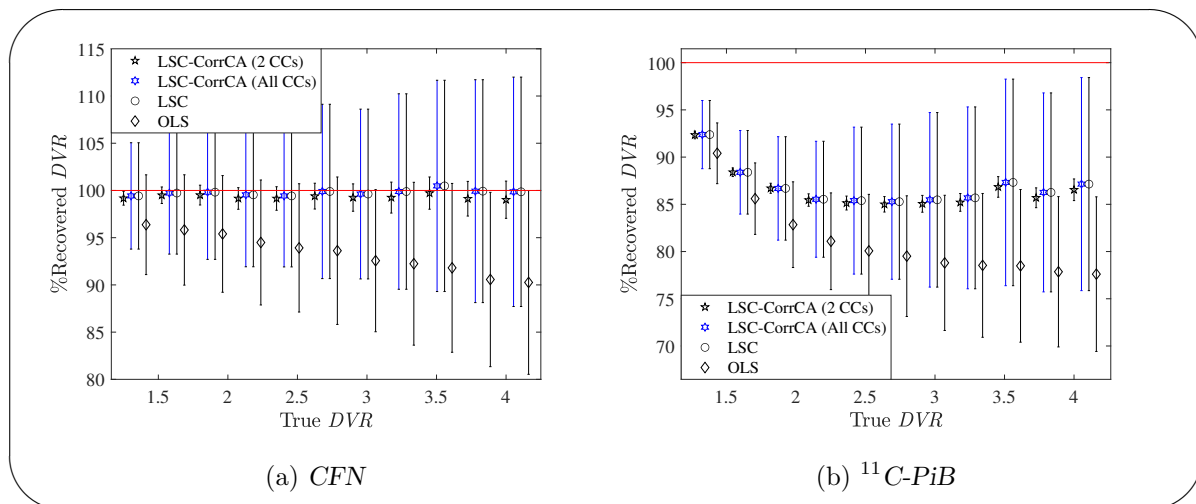 115
110
105
100
95
90
85
80
%Recovered DVR
LSC-CorrCA (2 CCs)
LSC-CorrCA (All CCs)
LSC
OLS
1.5 2 2.5 3 3.5 4
True DVR
(a) CFN
100
95
90
85
80
75
70
%Recovered DVR
LSC-CorrCA (2 CCs)
LSC-CorrCA (All CCs)
LSC
OLS
1.5 2 2.5 3 3.5 4
True DVR
(b) ¹¹C-PiB